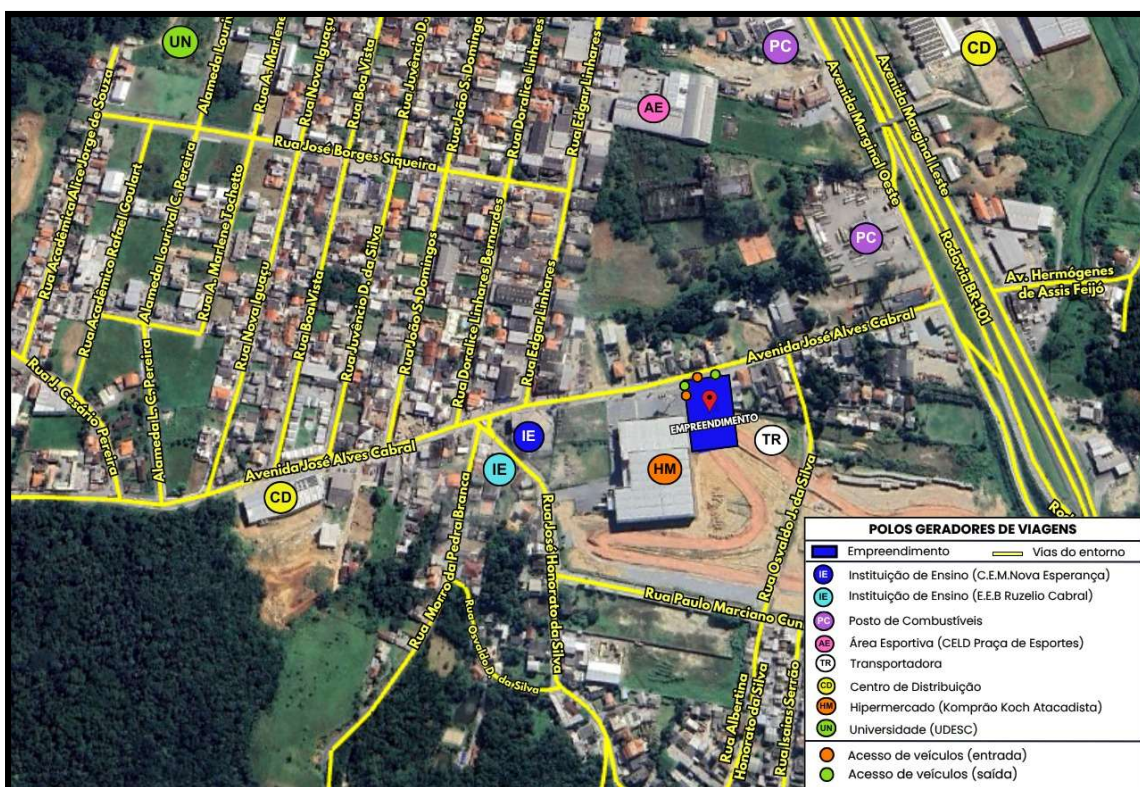 UN
PC
CD
AE
PC
Rua Acadêmica Alice Jorge de Souza
Alameda Louri
Rua A. Marlene
Rua Nova Iguaçu
Rua Boa Vista
Rua Juvêncio D.
Rua João S. Domingo
Rua Doralice Linhares
Rua Edgar Linhares
Avenida Marginal Oeste
Avenida Marginal Leste
Rua José Borges Siqueira
Rua Acadêmico Rafael Goulart
Alameda Lourival C. Pereira
Rua A. Marlene Tochetto
Rua Nova Iguaçu
Rua Boa Vista
Rua Juvêncio D. da Silva
Rua João S. Domingos
Rua Doralice Linhares Bernardes
Rua Edgar Linhares
Rodovia BR-101
Av. Hermógenes
de Assis Feijó
Avenida José Alves Cabral
Rua J. Cesário Pereira
Alameda L. C. Pereira
Avenida José Alves Cabral
EMPREENDIMENTO
IE
IE
HM
TR
CD
Rua Morro da Pedra Branca
Rua José Honorato da Silva
Rua Osvaldo J. da Silva
Rua Paulo Marciano Cun
Rua Osvaldo D. da Silva
Rua Albertina
Honorato da Silva
Rua Isaias Serrão
POLOS GERADORES DE VIAGENS
Empreendimento
Vias do entorno
IE Instituição de Ensino (C.E.M.Nova Esperança)
IE Instituição de Ensino (E.E.B Ruzelio Cabral)
PC Posto de Combustíveis
AE Área Esportiva (CELD Praça de Esportes)
TR Transportadora
CD Centro de Distribuição
HM Hipermercado (Komprão Koch Atacadista)
UN Universidade (UDESC)
Acesso de veículos (entrada)
Acesso de veículos (saída)